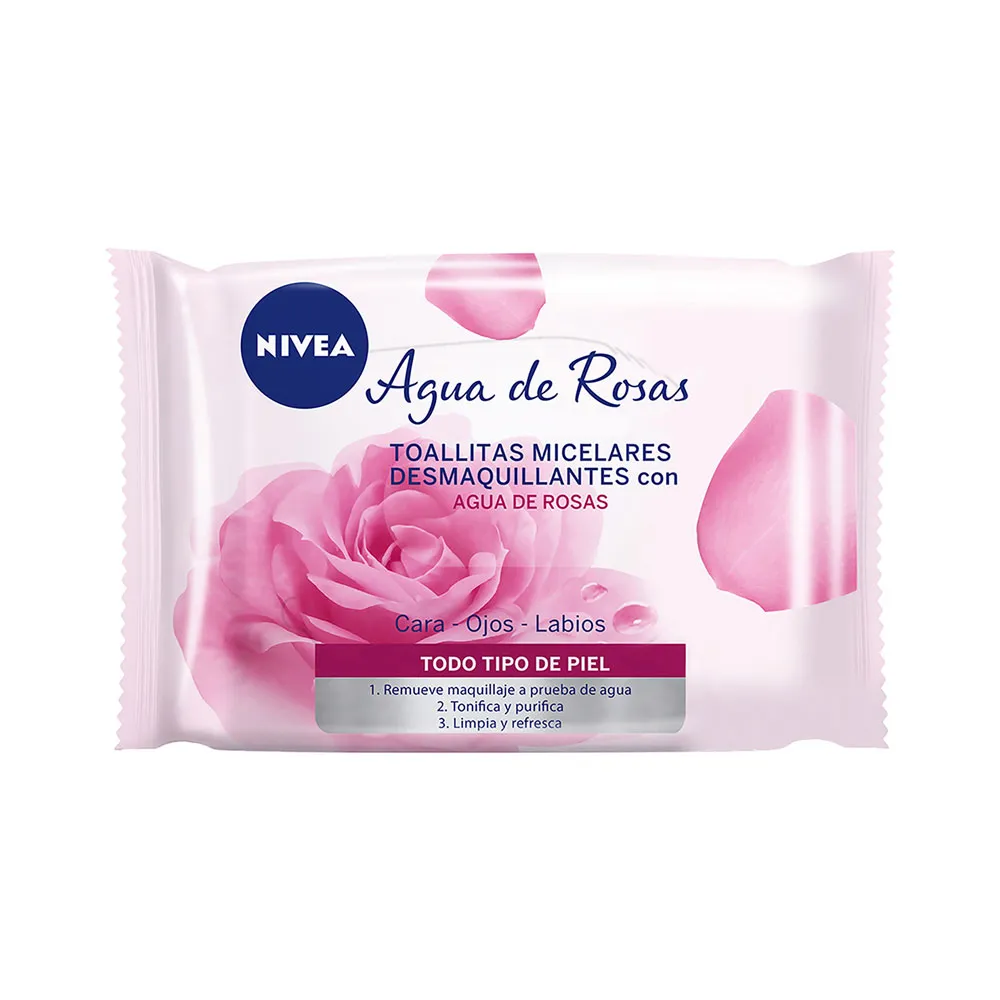 NIVEA
Agua de Rosas
TOALLITAS MICELARES
DESMAQUILLANTES con
AGUA DE ROSAS
Cara - Ojos - Labios
TODO TIPO DE PIEL
1. Remueve maquillaje a prueba de agua
2. Tonifica y purifica
3. Limpia y refresca